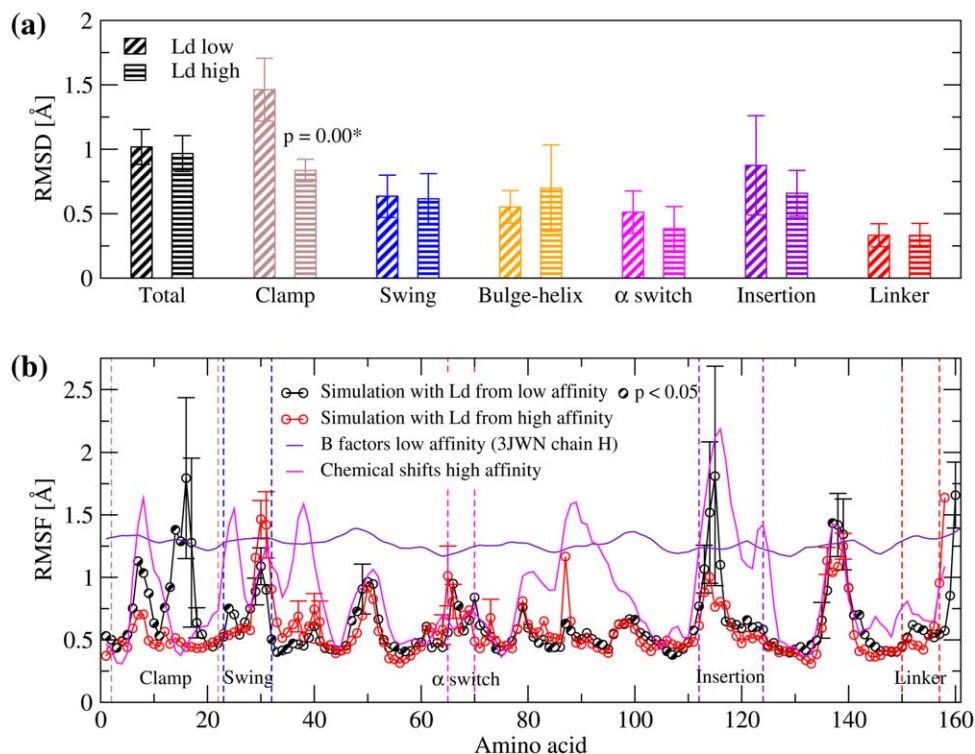 (a)
RMSD [Å]
2
1.5
1
0.5
0
Ld low
Ld high
p = 0.00*
Total Clamp Swing Bulge-helix α switch Insertion Linker
(b)
RMSF [Å]
2.5
2
1.5
1
0.5
0
Simulation with Ld from low affinity p < 0.05
Simulation with Ld from high affinity
B factors low affinity (3JWN chain H)
Chemical shifts high affinity
Clamp Swing α switch Insertion Linker
0 20 40 60 80 100 120 140 160
Amino acid